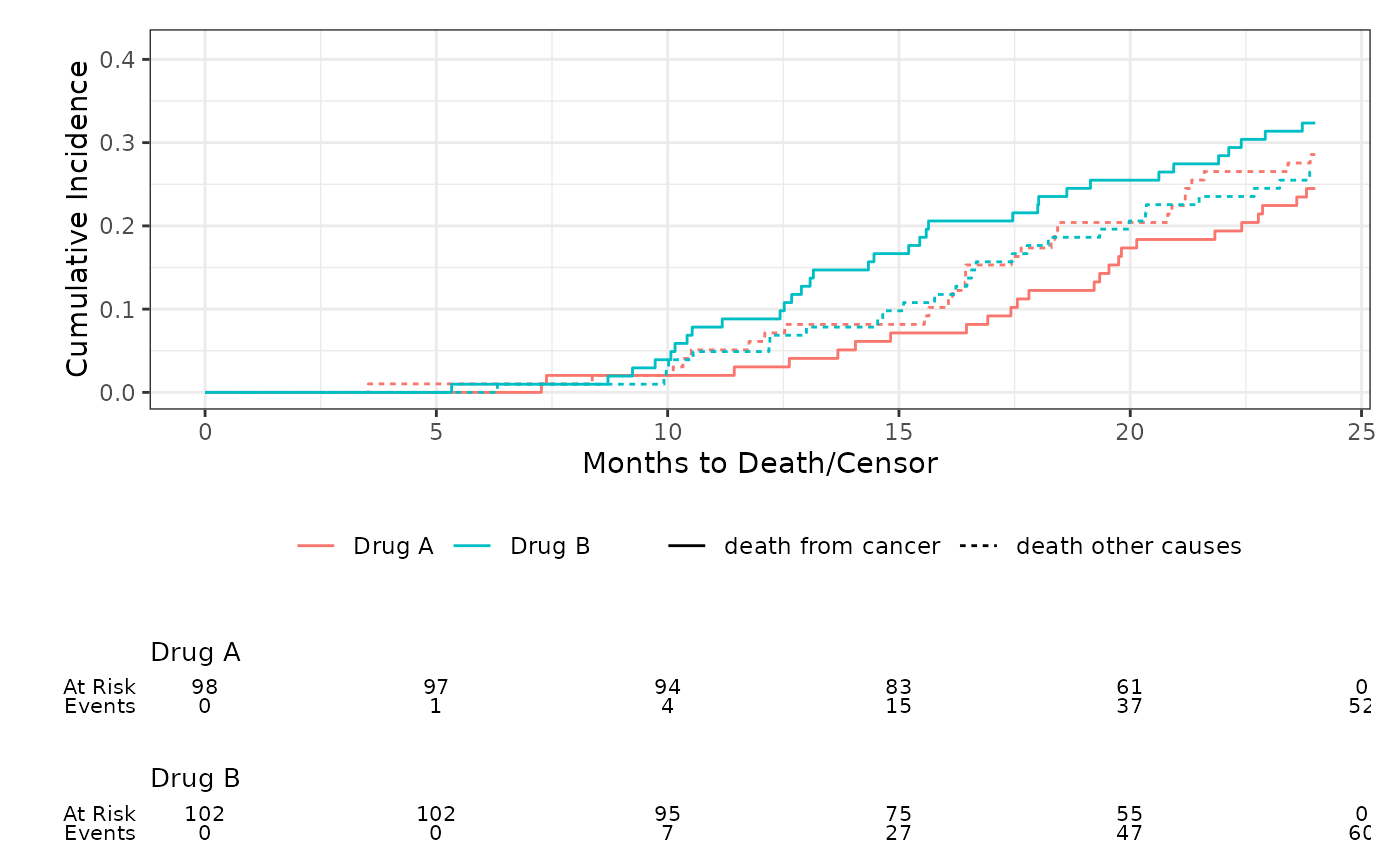 Cumulative Incidence
0.4
0.3
0.2
0.1
0.0
0 5 10 15 20 25
Months to Death/Censor
Drug A Drug B death from cancer death other causes
Drug A
At Risk 98 97 94 83 61 0
Events 0 1 4 15 37 52
Drug B
At Risk 102 102 95 75 55 0
Events 0 0 7 27 47 60